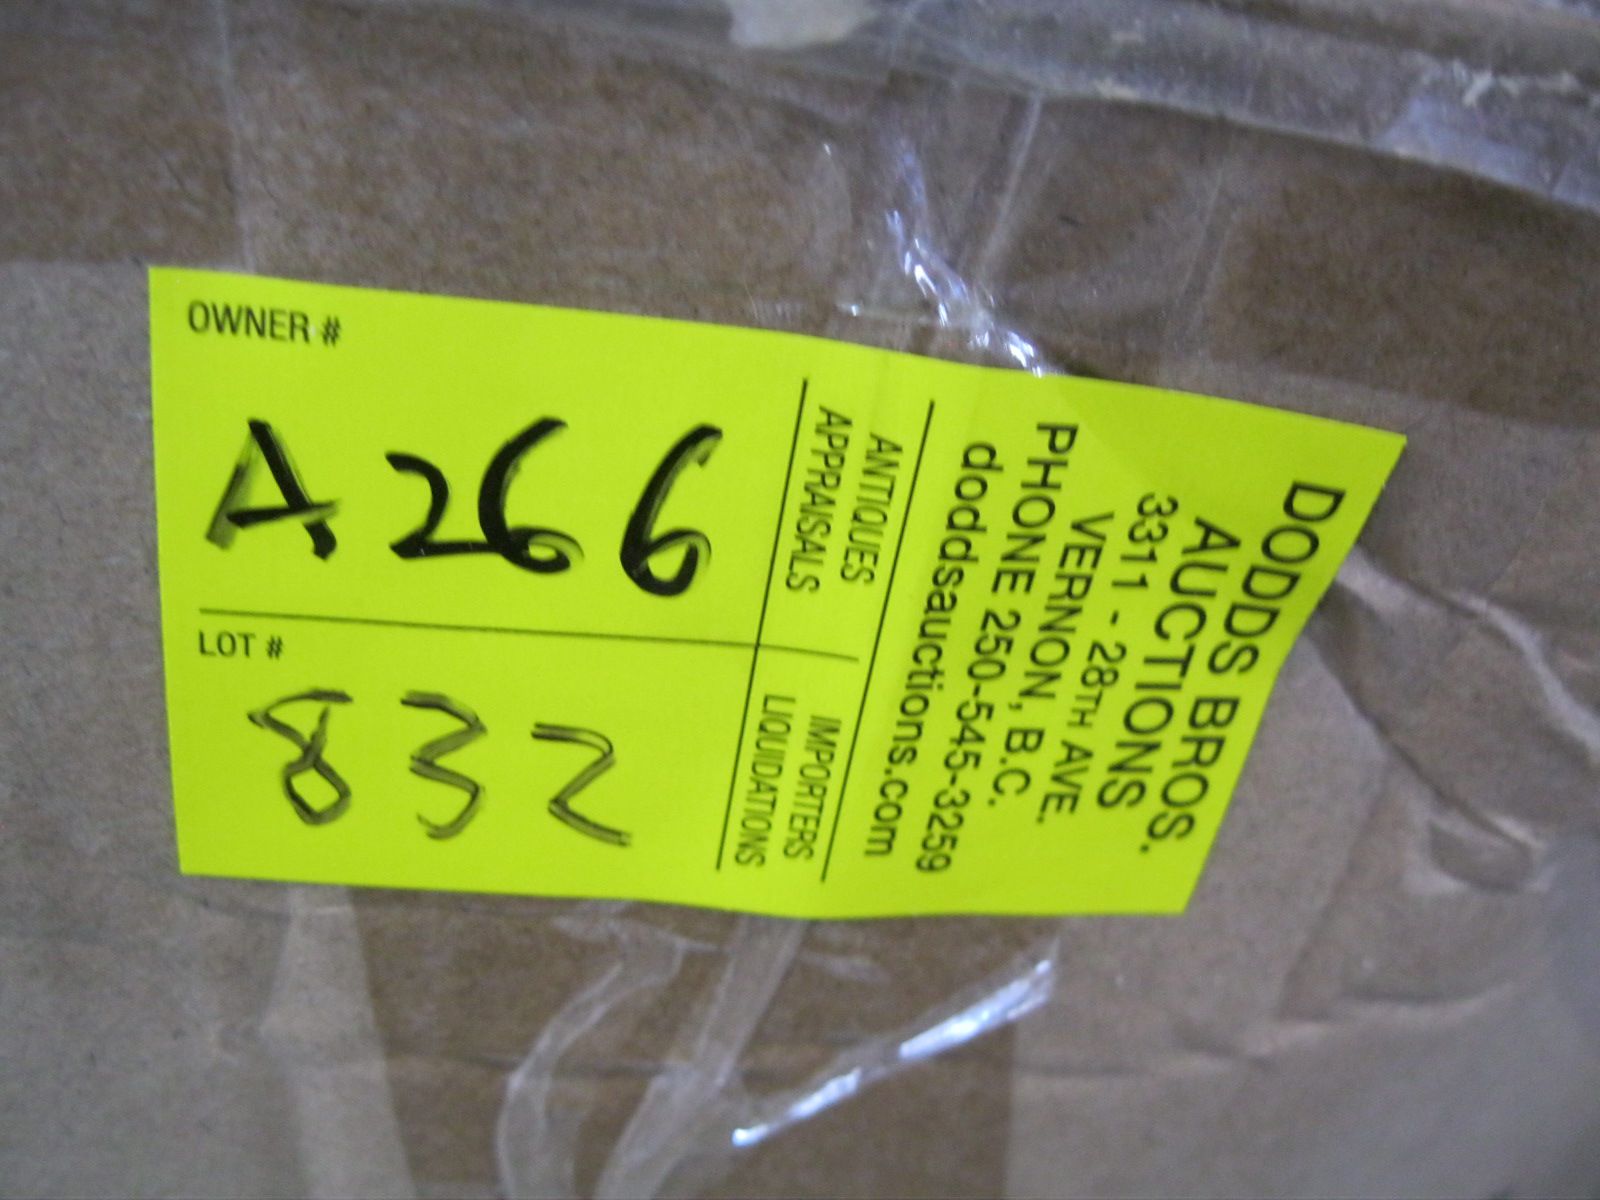 OWNER #
A266
LOT #
832
ANTIQUES
APPRAISALS
IMPORTERS
LIQUIDATIONS
DODDS BROS.
AUCTIONS
3311 - 28TH AVE.
VERNON, B.C.
PHONE 250-545-3259
doddsauctions.com